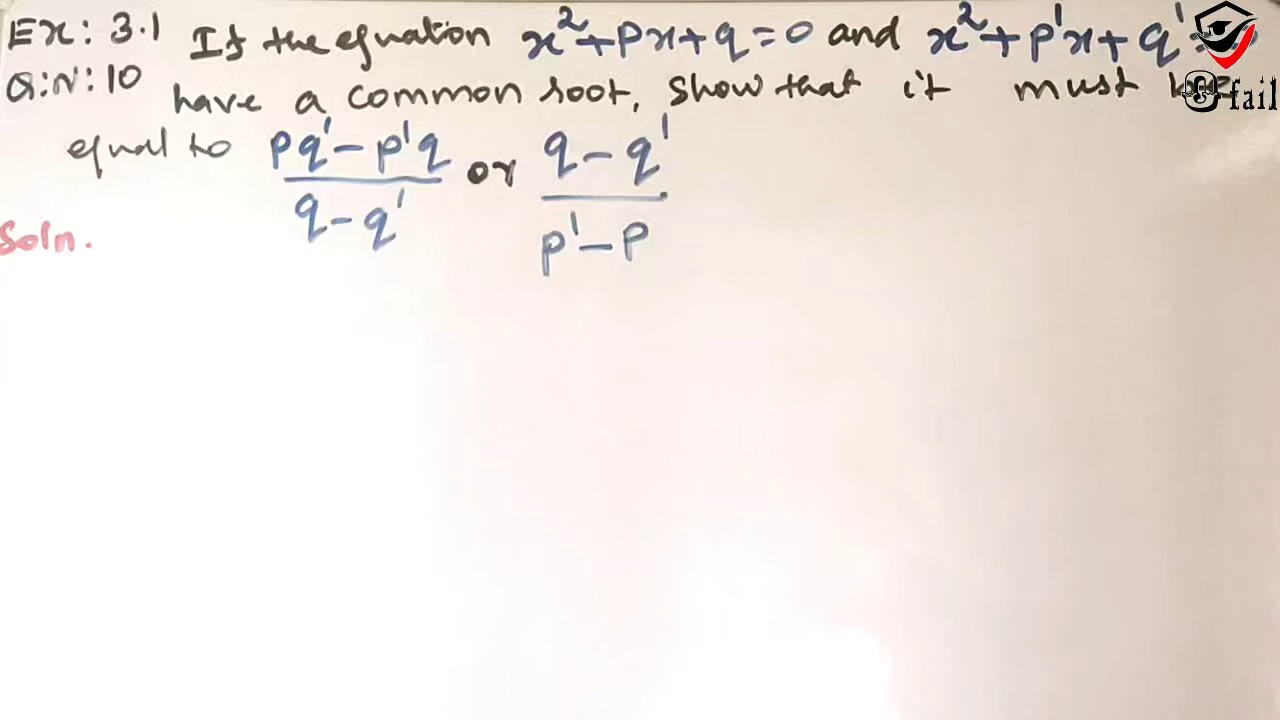 Ex: 3.1 If the equation x²+px+q=0 and x²+p'x+q'=
Q:N:10 have a common root, show that it must
equal to pq'-p'q / q-q' or q-q' / p'-p
Soln.
fail